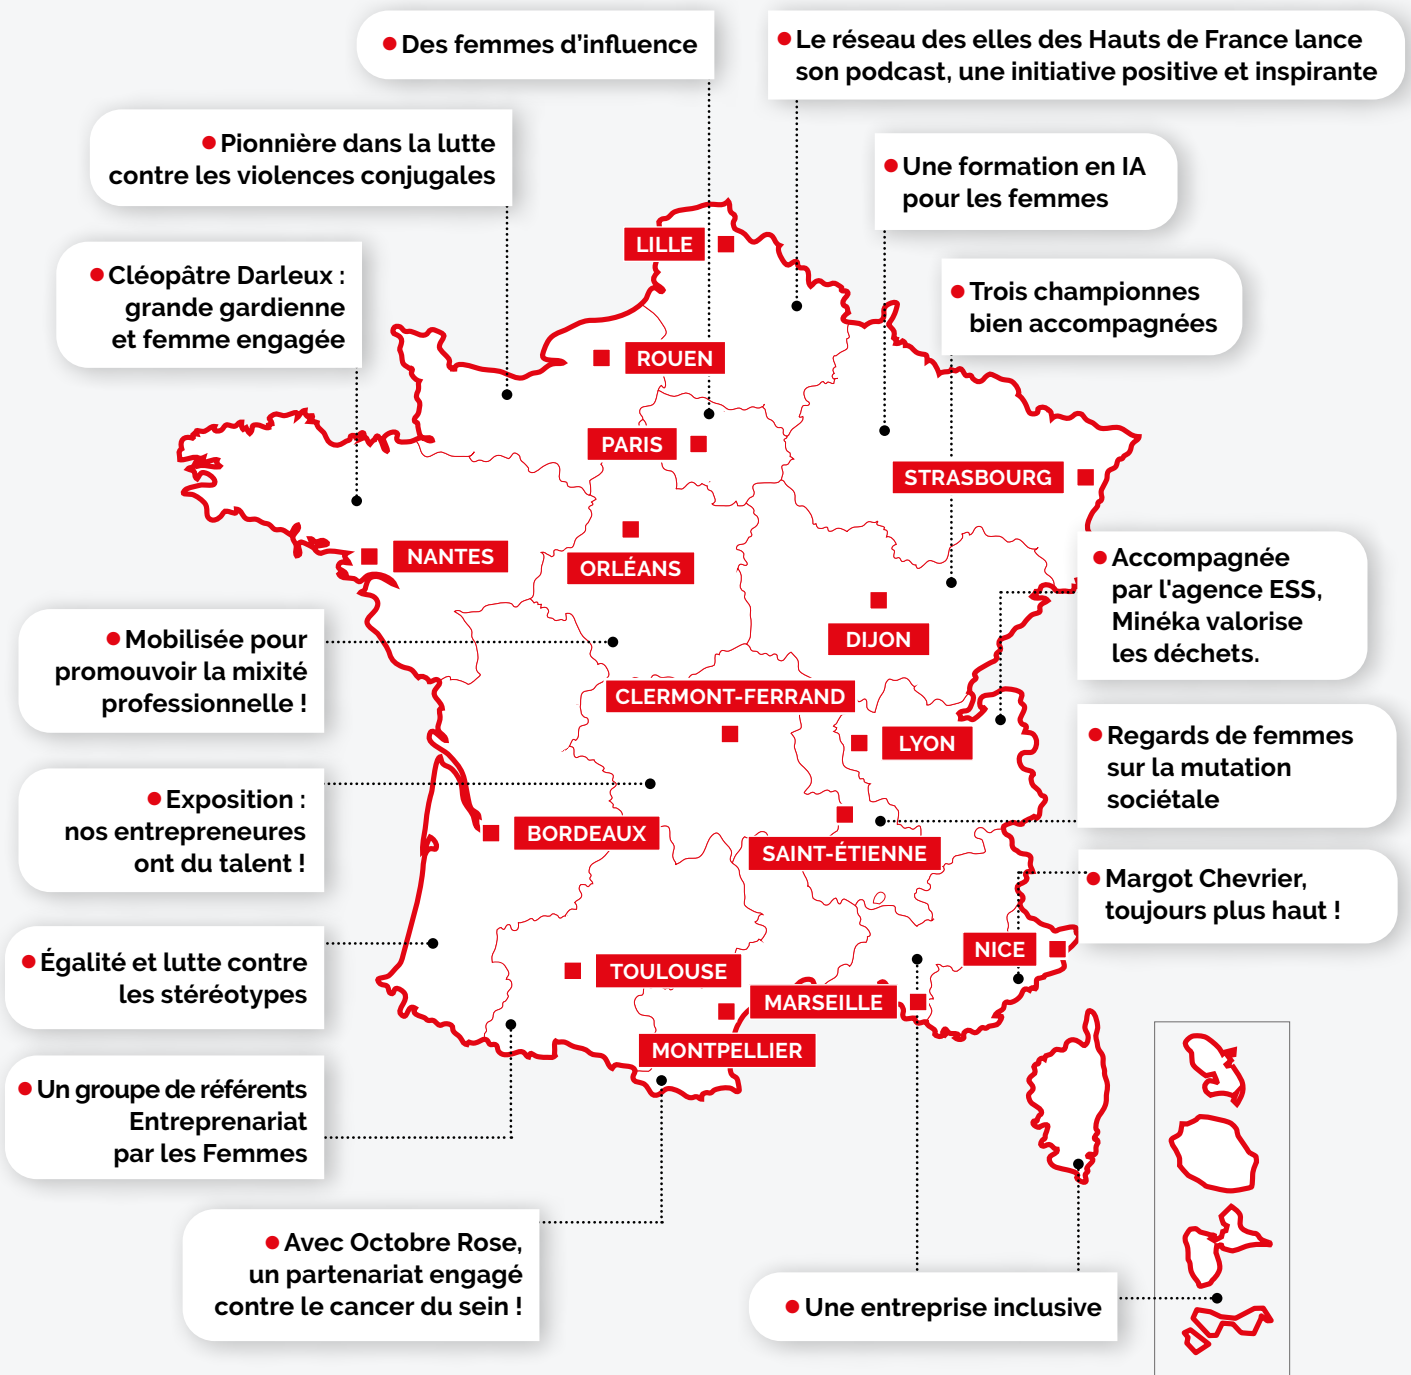 Des femmes d’influence
Le réseau des elles des Hauts de France lance
son podcast, une initiative positive et inspirante
Pionnière dans la lutte
contre les violences conjugales
Une formation en IA
pour les femmes
Cléopâtre Darleux :
grande gardienne
et femme engagée
Trois championnes
bien accompagnées
LILLE
ROUEN
PARIS
STRASBOURG
NANTES
ORLÉANS
DIJON
Accompagnée
par l'agence ESS,
Minéka valorise
les déchets.
Mobilisée pour
promouvoir la mixité
professionnelle !
CLERMONT-FERRAND
LYON
Regards de femmes
sur la mutation
sociétale
Exposition :
nos entrepreneures
ont du talent !
BORDEAUX
SAINT-ÉTIENNE
Margot Chevrier,
toujours plus haut !
Égalité et lutte contre
les stéréotypes
NICE
TOULOUSE
MARSEILLE
MONTPELLIER
Un groupe de référents
Entreprenariat
par les Femmes
Avec Octobre Rose,
un partenariat engagé
contre le cancer du sein !
Une entreprise inclusive